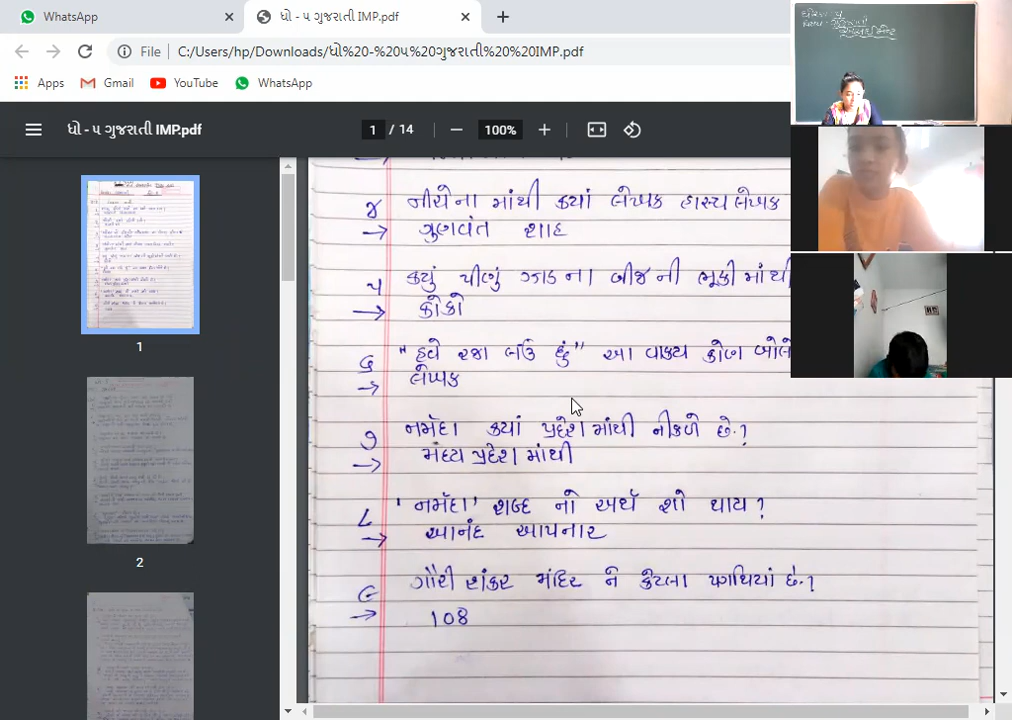 WhatsApp
ધો - ૫ ગુજરાતી IMP.pdf
File
C:/Users/hp/Downloads/ધો%20-%20૫%20ગુજરાતી%20%20IMP.pdf
Apps
Gmail
YouTube
WhatsApp
ધો - ૫ ગુજરાતી IMP.pdf
1 / 14
100%
1
2
૪ નીચેના માંથી ક્યાં લેખક હાસ્ય લેખક
→ ગુણવંત શાહ
૫ ક્યું પીણું ઝાડ ના બીજ ની ભૂકી માંથી
→ કોકો
૬ "હવે રજા લઉં છું" આ વાક્ય કોણ બોલે
→ લેખક
૭ નર્મદા ક્યાં પ્રદેશ માંથી નીકળે છે.?
→ મધ્ય પ્રદેશ માંથી
૮ 'નર્મદા' શબ્દ નો અર્થ શો થાય?
→ આનંદ આપનાર
૯ ગૌરી શંકર મંદિર ને કેટલા પગથિયાં છે.?
→ 108